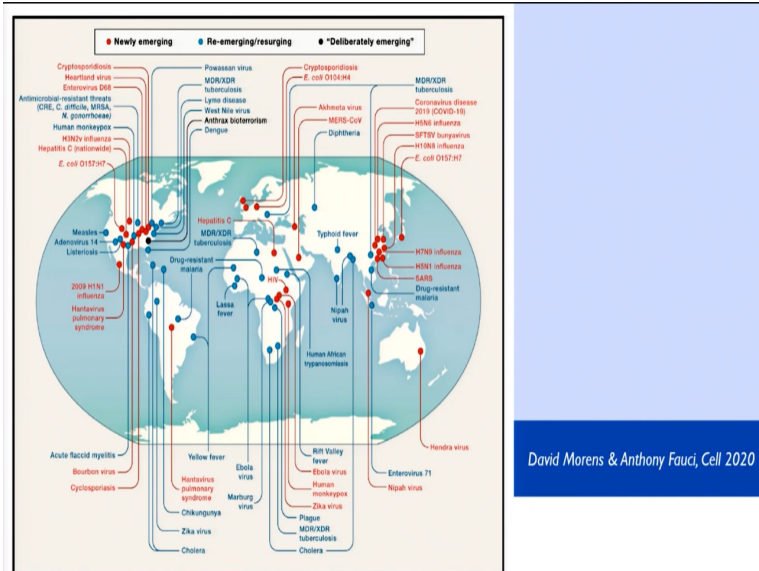 Newly emerging
Re-emerging/resurging
"Deliberately emerging"
Cryptosporidiosis
Heartland virus
Enterovirus D68
Antimicrobial-resistant threats
(CRE, C. difficile, MRSA,
N. gonorrhoeae)
Human monkeypox
H3N2v influenza
Hepatitis C (nationwide)
E. coli O157:H7
Powassan virus
MDR/XDR
tuberculosis
Lyme disease
West Nile virus
Anthrax bioterrorism
Dengue
Cryptosporidiosis
E. coli O104:H4
Akhmeta virus
MERS-CoV
Diphtheria
MDR/XDR
tuberculosis
Coronavirus disease
2019 (COVID-19)
H5N6 influenza
SFTSV bunyavirus
H10N8 influenza
E. coli O157:H7
Measles
Adenovirus 14
Listeriosis
Hepatitis C
MDR/XDR
tuberculosis
Typhoid fever
Drug-resistant
malaria
HIV
H7N9 influenza
H5N1 influenza
SARS
Drug-resistant
malaria
2009 H1N1
influenza
Hantavirus
pulmonary
syndrome
Lassa
fever
Nipah
virus
Human African
trypanosomiasis
Hendra virus
Acute flaccid myelitis
Bourbon virus
Cyclosporiasis
Yellow fever
Hantavirus
pulmonary
syndrome
Chikungunya
Zika virus
Cholera
Ebola
virus
Marburg
virus
Rift Valley
fever
Ebola virus
Human
monkeypox
Zika virus
Plague
MDR/XDR
tuberculosis
Cholera
Enterovirus 71
Nipah virus
David Morens & Anthony Fauci, Cell 2020